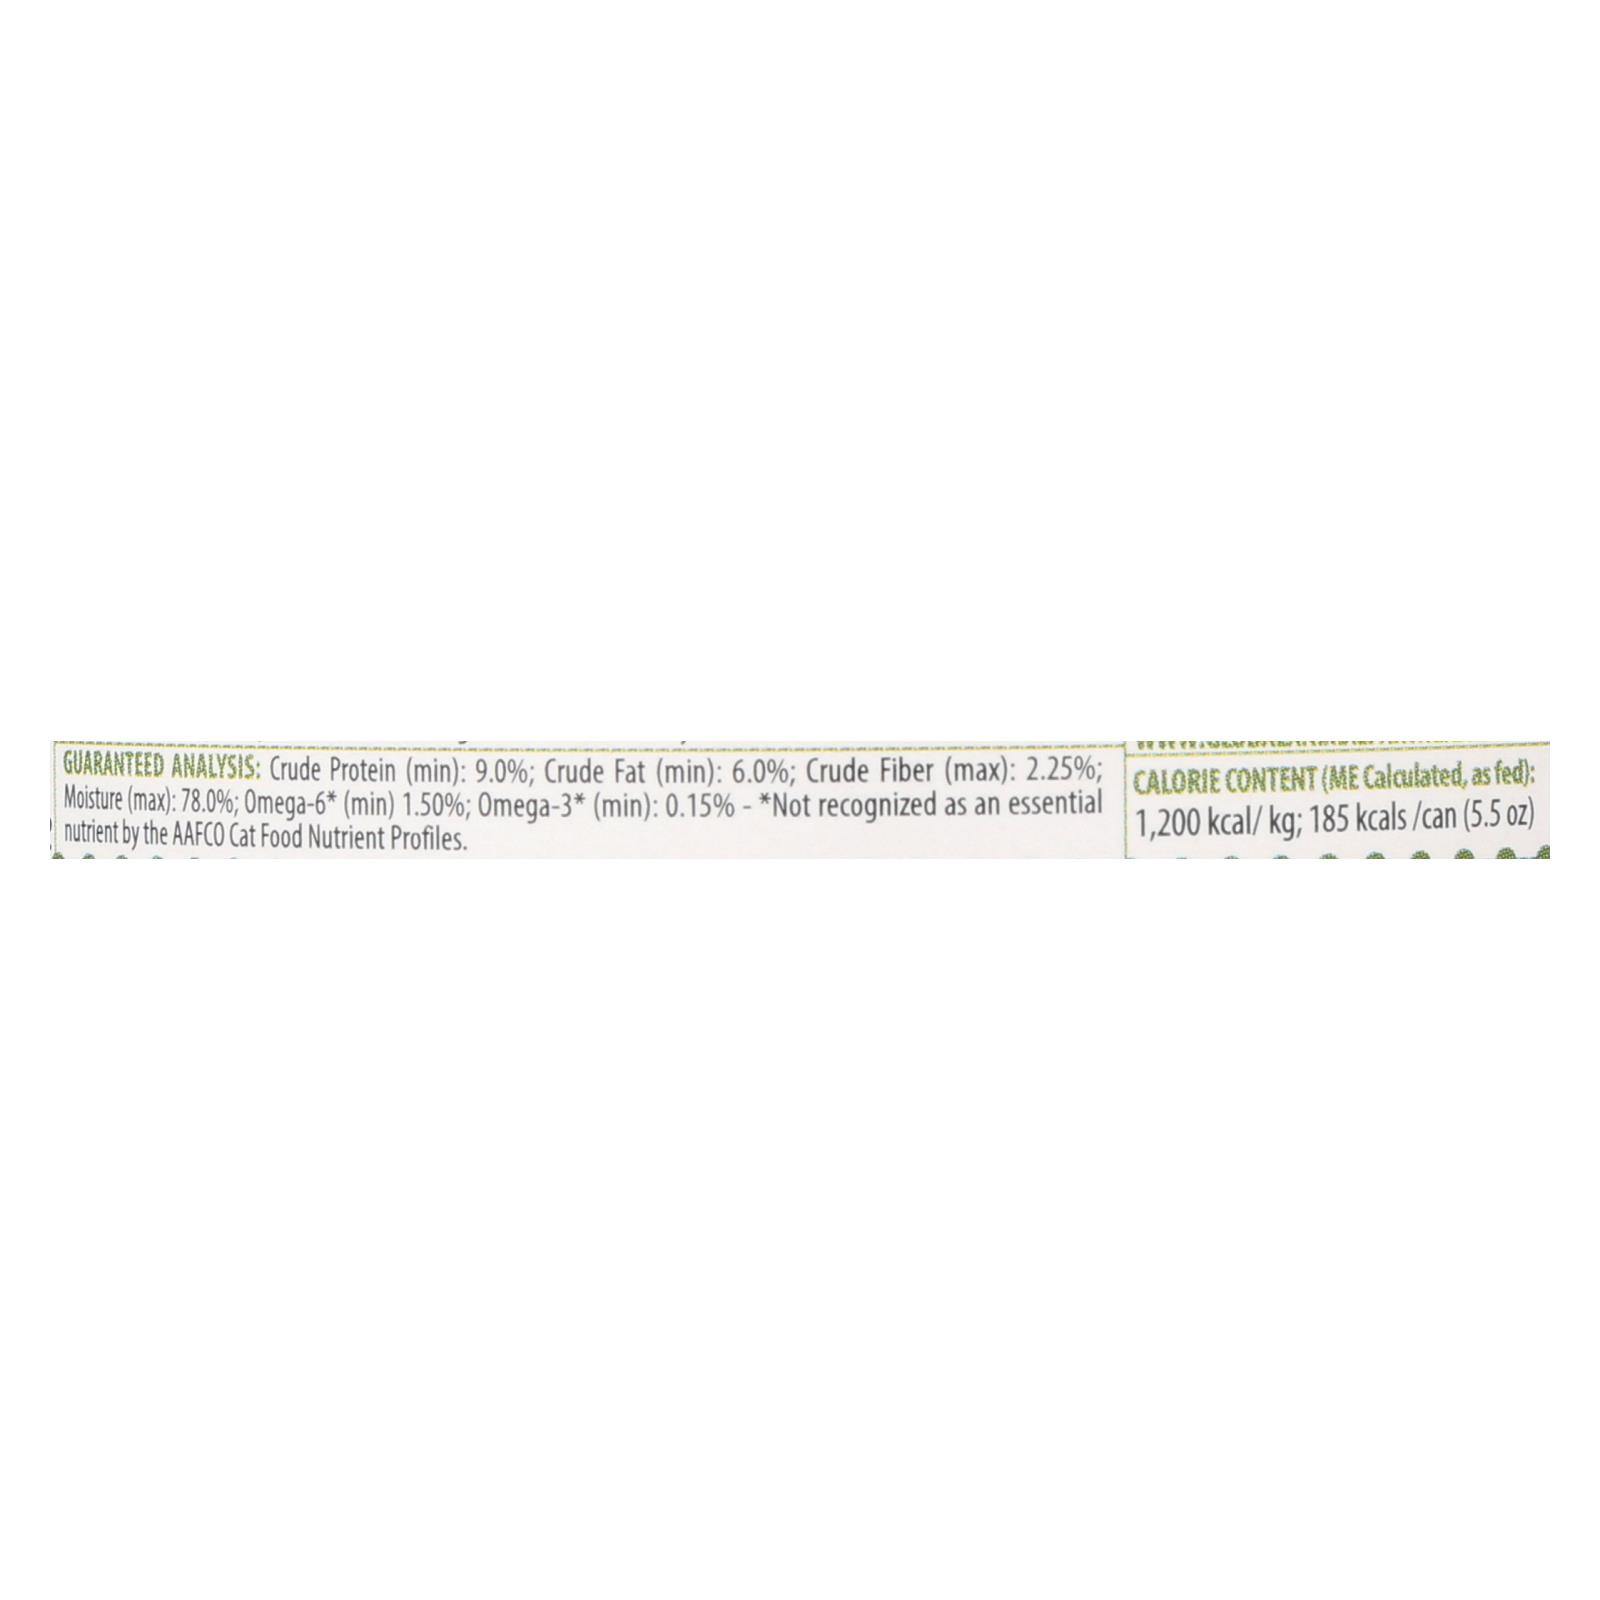 GUARANTEED ANALYSIS: Crude Protein (min): 9.0%; Crude Fat (min): 6.0%; Crude Fiber (max): 2.25%;
Moisture (max): 78.0%; Omega-6* (min) 1.50%; Omega-3* (min): 0.15% - *Not recognized as an essential
nutrient by the AAFCO Cat Food Nutrient Profiles.
CALORIE CONTENT (ME Calculated, as fed):
1,200 kcal/ kg; 185 kcals /can (5.5 oz)